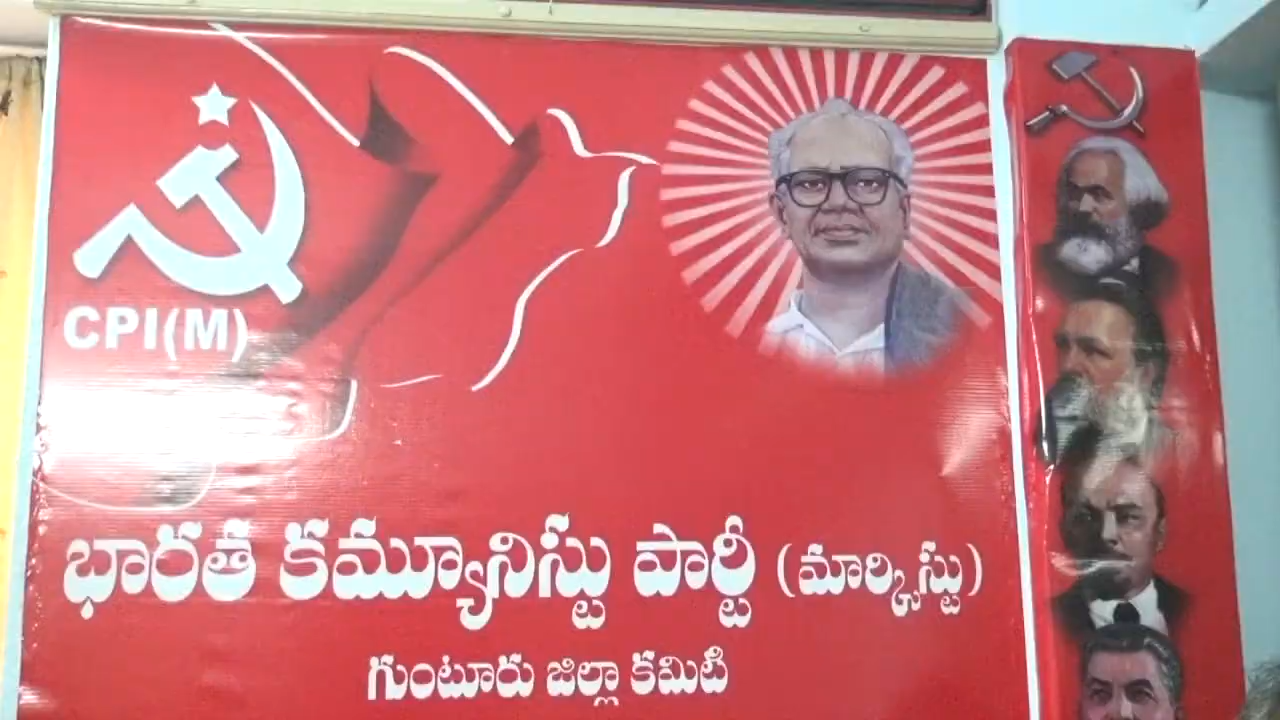 CPI(M)
భారత కమ్యూనిస్టు పార్టీ (మార్క్సిస్టు)
గుంటూరు జిల్లా కమిటి